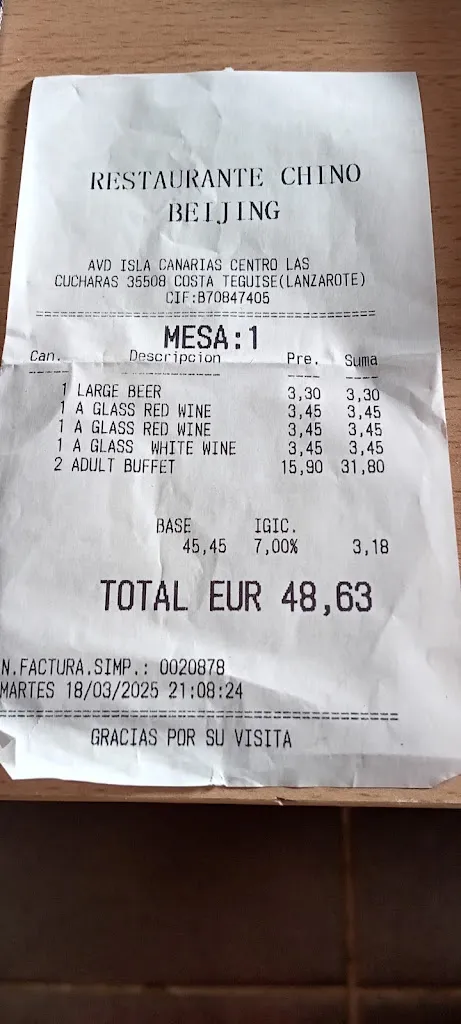 RESTAURANTE CHINO
BEIJING
AVD ISLA CANARIAS CENTRO LAS
CUCHARAS 35508 COSTA TEGUISE(LANZAROTE)
CIF:B70847405
MESA:1
Can. Descripcion Pre. Suma
1 LARGE BEER 3,30 3,30
1 A GLASS RED WINE 3,45 3,45
1 A GLASS RED WINE 3,45 3,45
1 A GLASS WHITE WINE 3,45 3,45
2 ADULT BUFFET 15,90 31,80
BASE IGIC.
45,45 7,00% 3,18
TOTAL EUR 48,63
N.FACTURA.SIMP.: 0020878
MARTES 18/03/2025 21:08:24
GRACIAS POR SU VISITA